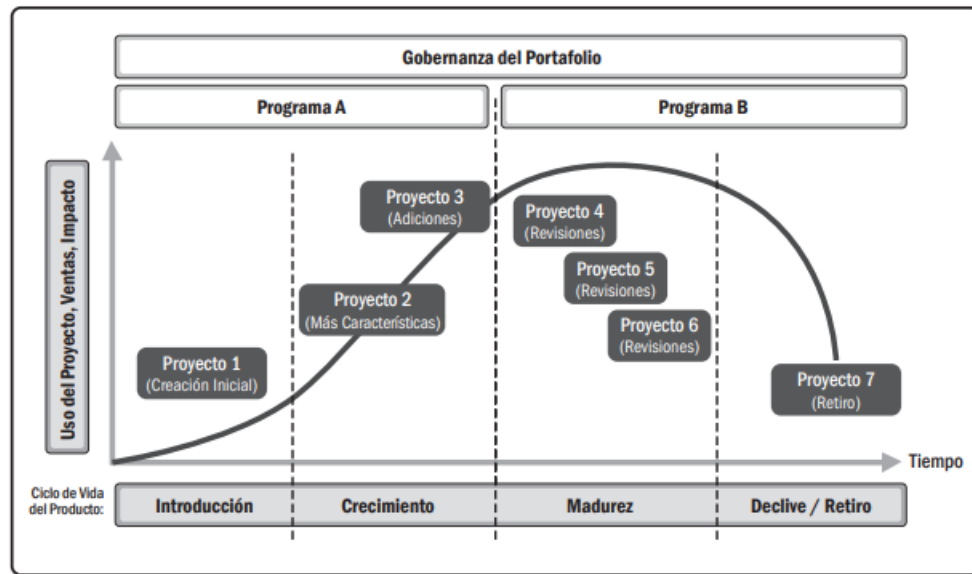 Gobernanza del Portafolio
Programa A
Programa B
Uso del Proyecto, Ventas, Impacto
Proyecto 3
(Adiciones)
Proyecto 4
(Revisiones)
Proyecto 5
(Revisiones)
Proyecto 2
(Más Características)
Proyecto 6
(Revisiones)
Proyecto 1
(Creación Inicial)
Proyecto 7
(Retiro)
Tiempo
Ciclo de Vida
del Producto:
Introducción
Crecimiento
Madurez
Declive / Retiro